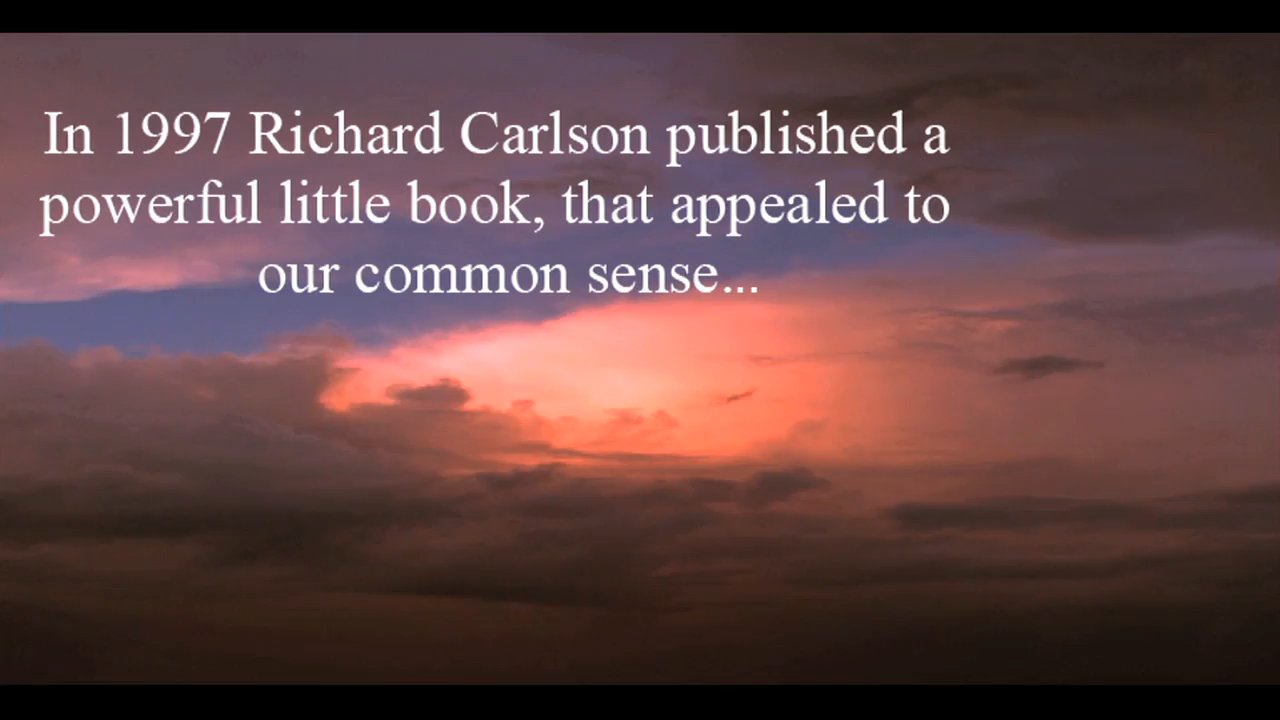 In 1997 Richard Carlson published a
powerful little book, that appealed to
our common sense...